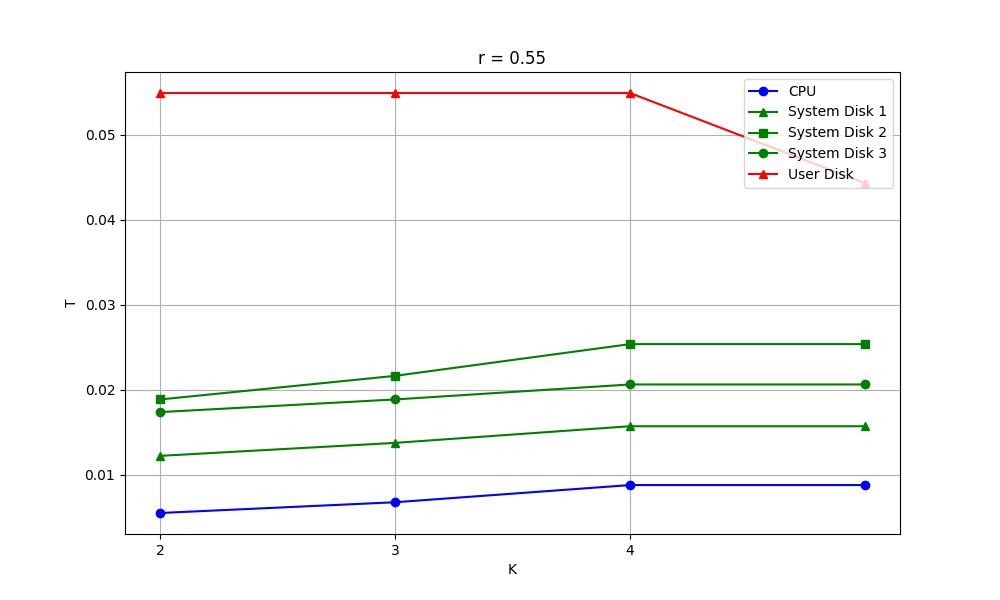 r = 0.55
CPU
System Disk 1
System Disk 2
System Disk 3
User Disk
0.05
0.04
0.03
0.02
0.01
T
2 3 4
K